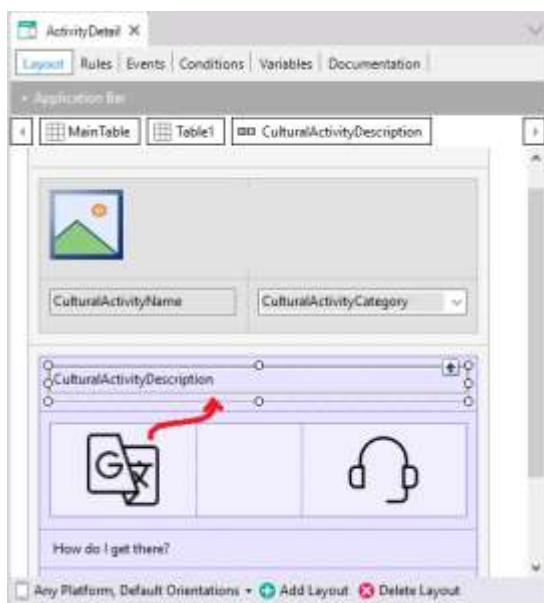 ActivityDetail
Layout Rules Events Conditions Variables Documentation
Application Bar
MainTable Table1 CulturalActivityDescription
CulturalActivityName CulturalActivityCategory
CulturalActivityDescription
G 文
How do I get there?
Any Platform, Default Orientations Add Layout Delete Layout